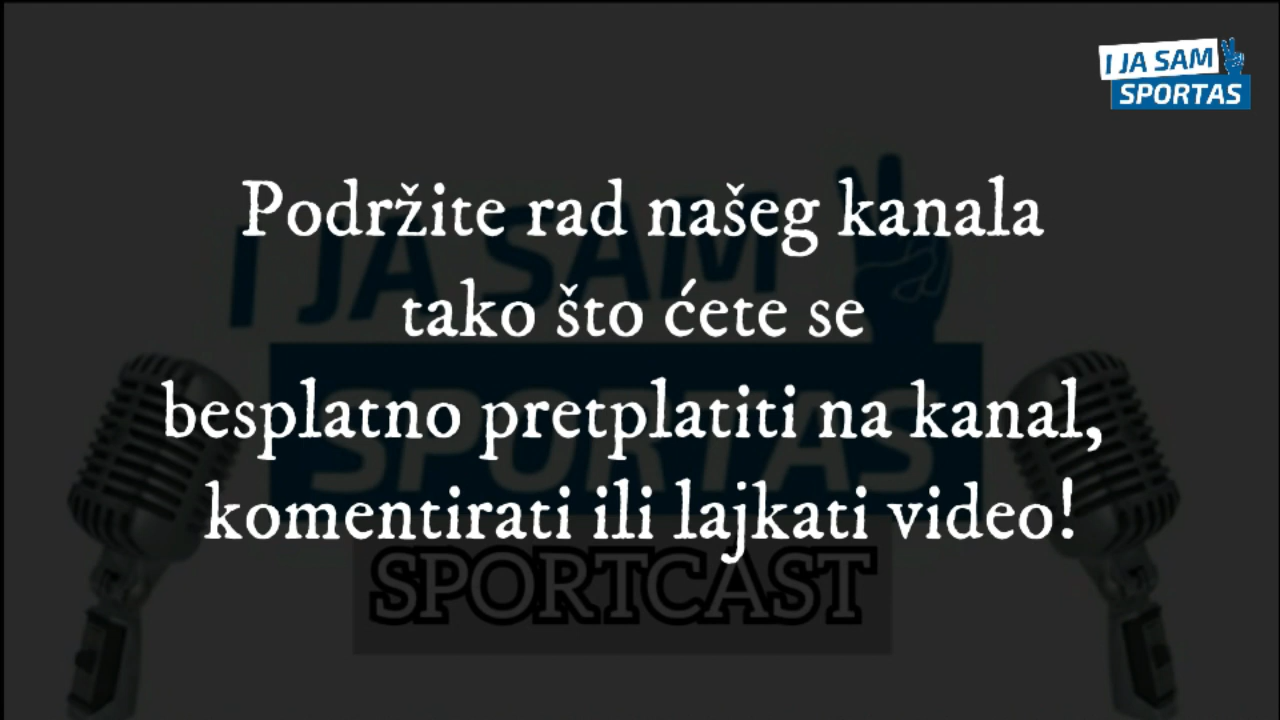 I JA SAM
SPORTAS
Podržite rad našeg kanala
tako što ćete se
besplatno pretplatiti na kanal,
komentirati ili lajkati video!
I JA SAM
SPORTAS
SPORTCAST